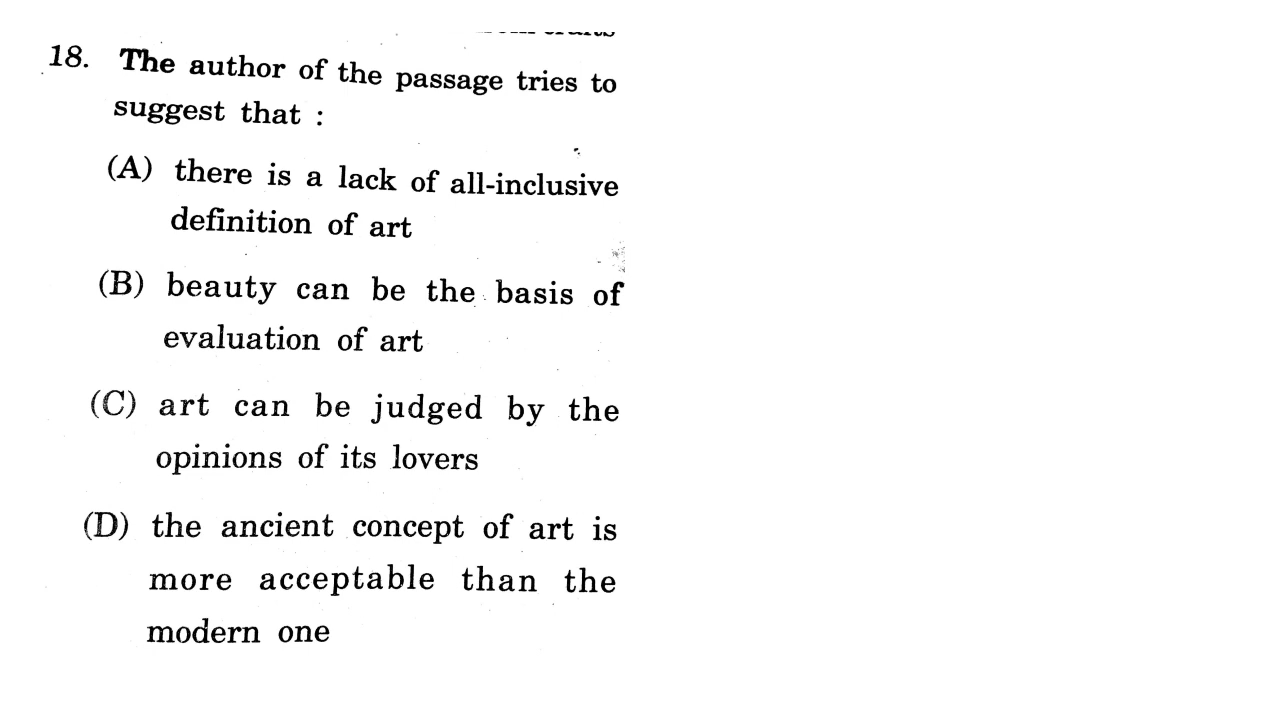 18. The author of the passage tries to
suggest that :
(A) there is a lack of all-inclusive
definition of art
(B) beauty can be the basis of
evaluation of art
(C) art can be judged by the
opinions of its lovers
(D) the ancient concept of art is
more acceptable than the
modern one